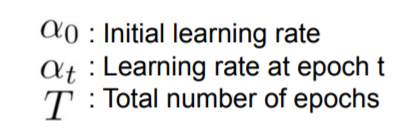 α₀ : Initial learning rate
αₜ : Learning rate at epoch t
T : Total number of epochs